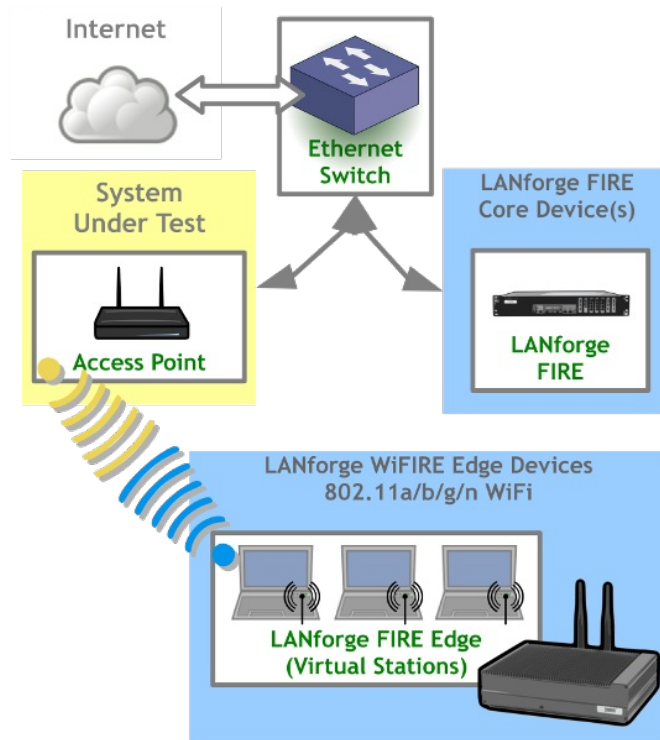 Internet
Ethernet
Switch
System
Under Test
Access Point
LANforge FIRE
Core Device(s)
LANforge
FIRE
LANforge WiFIRE Edge Devices
802.11a/b/g/n WiFi
LANforge FIRE Edge
(Virtual Stations)